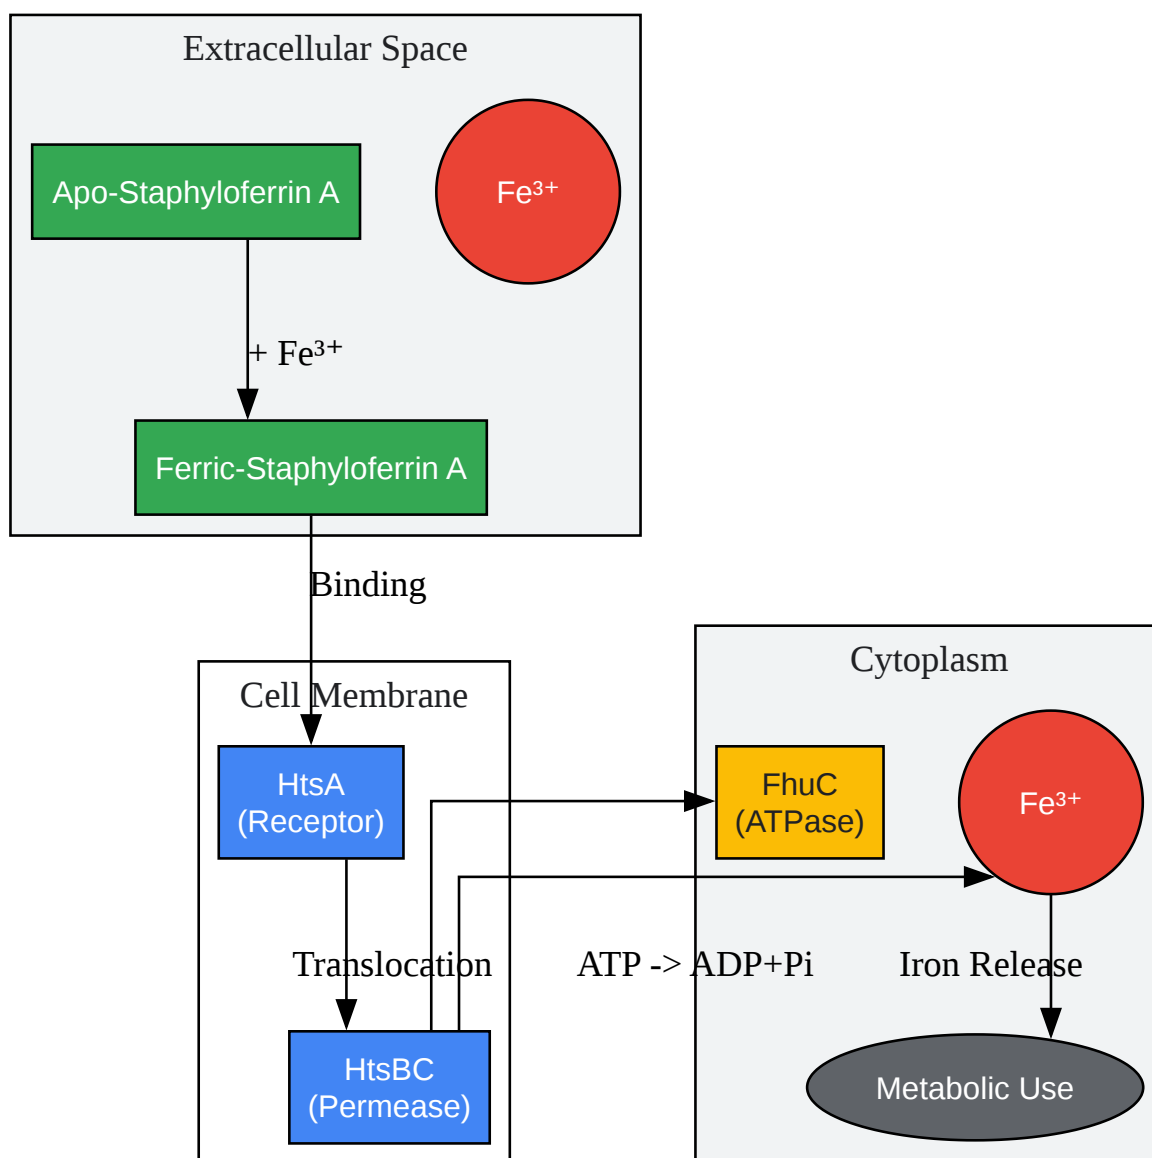 Extracellular Space
Apo-Staphyloferrin A
Fe³⁺
+ Fe³⁺
Ferric-Staphyloferrin A
Binding
Cell Membrane
HtsA
(Receptor)
Translocation
HtsBC
(Permease)
Cytoplasm
FhuC
(ATPase)
Fe³⁺
ATP -> ADP+Pi
Iron Release
Metabolic Use